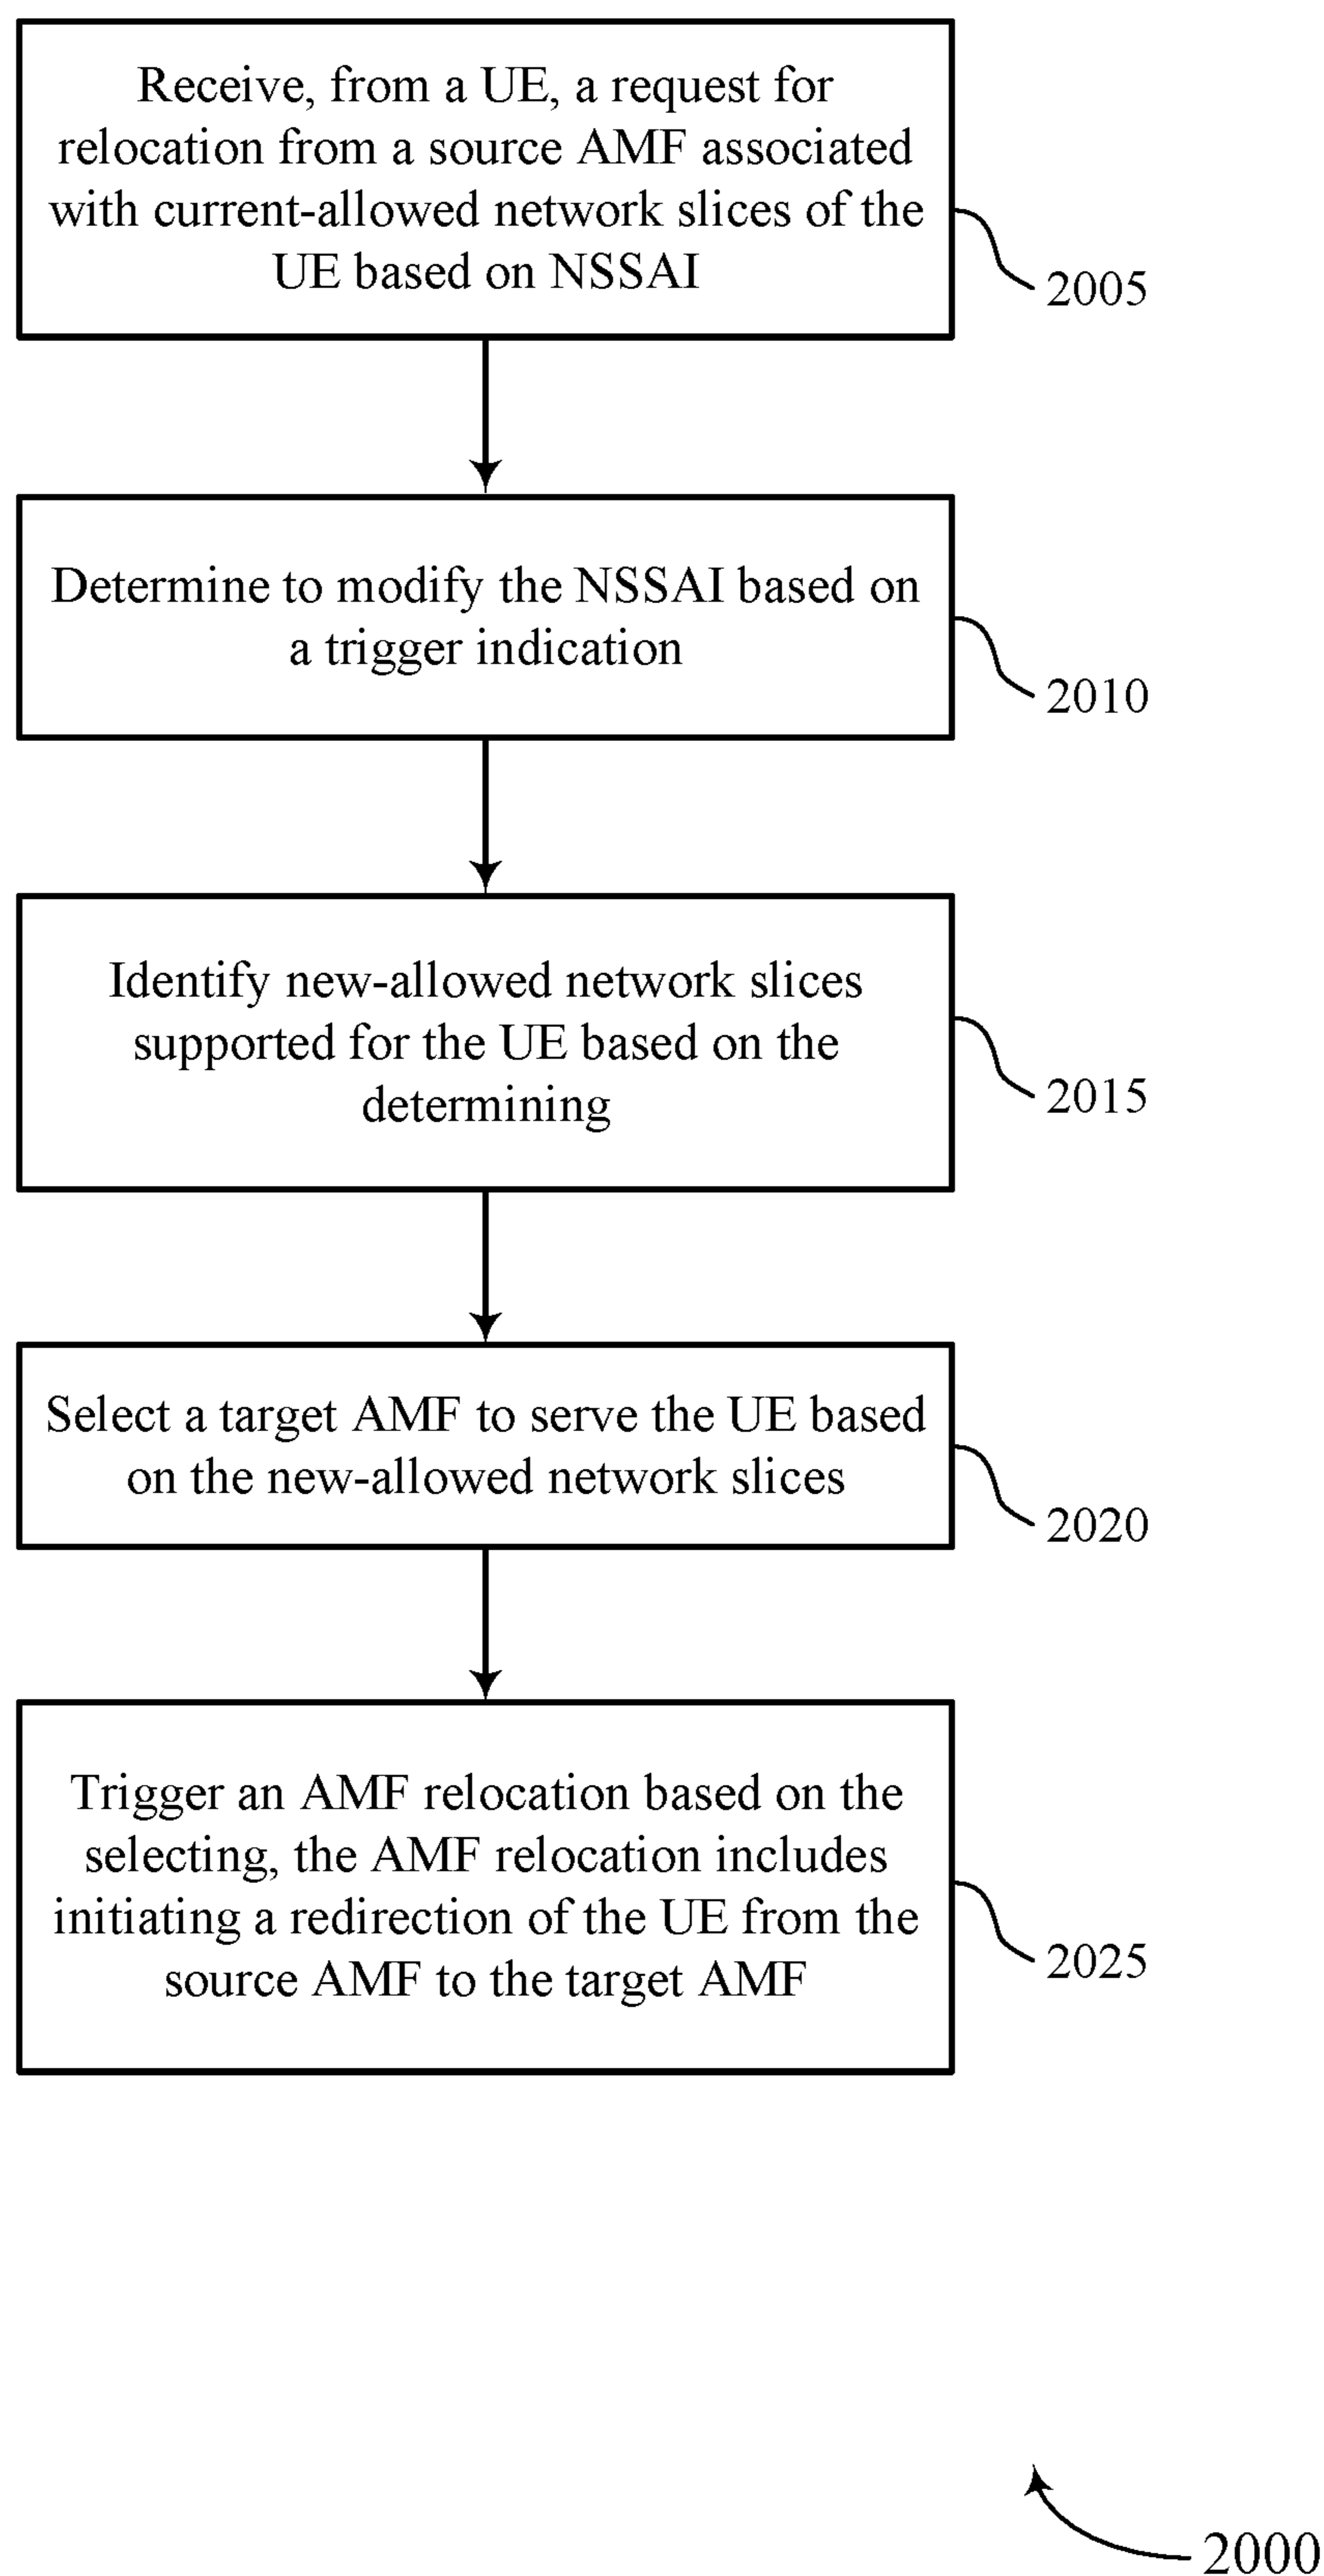 Receive, from a UE, a request for
relocation from a source AMF associated
with current-allowed network slices of the
UE based on NSSAI
2005
Determine to modify the NSSAI based on
a trigger indication
2010
Identify new-allowed network slices
supported for the UE based on the
determining
2015
Select a target AMF to serve the UE based
on the new-allowed network slices
2020
Trigger an AMF relocation based on the
selecting, the AMF relocation includes
initiating a redirection of the UE from the
source AMF to the target AMF
2025
2000